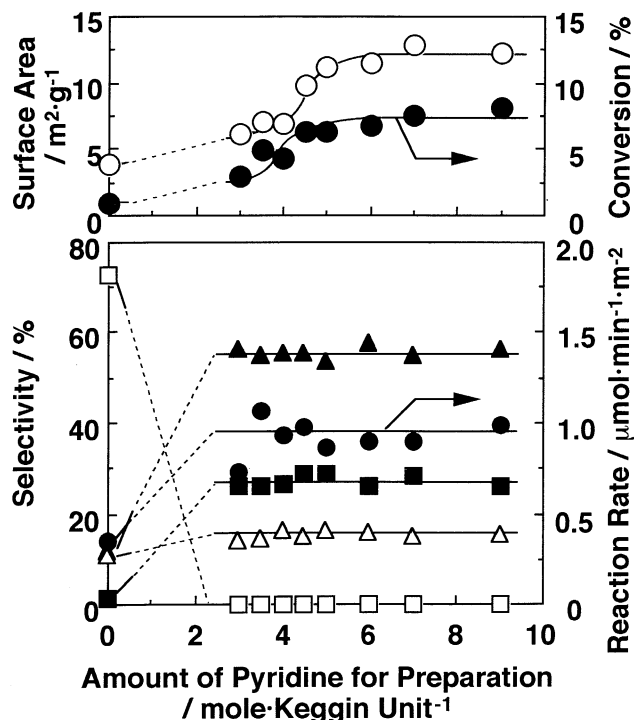 15
10
5
0
Surface Area
/ m²·g⁻¹
15
10
5
0
Conversion / %
80
60
40
20
0
Selectivity / %
2.0
1.5
1.0
0.5
0
Reaction Rate / μmol·min⁻¹·m⁻²
0 2 4 6 8 10
Amount of Pyridine for Preparation
/ mole·Keggin Unit⁻¹